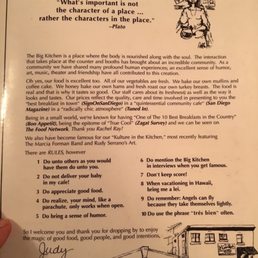 "What's important is not
the character of a place ...
rather the characters in the place."
–Plato
The Big Kitchen is a place where the body is nourished along with the soul. The interaction
that takes place at the counter and booths has brought about an incredible community. As a
community we have shared many profound human experiences, an excellent sense of humor,
art, music, theater and friendship have all contributed to this creation.
Oh yes, our food is excellent too. All of our vegetables are fresh. We bake our own muffins and
coffee cake. We honey bake our own hams and fresh roast our own turkey breasts. The food is
real and that is why it tastes so good. Our staff cares about its freshness as well as the way it
looks and tastes. Our prices reflect the quality, care and time involved in presenting to you the
"best breakfast in town" (SignOnSanDiego) in a "quintessential community cafe" (San Diego
Magazine) in a "radically chic atmosphere" (Tuned In).
Being in a small world, we're known for having "One of The 10 Best Breakfasts in the Country"
(Bon Appétit), being the epitome of "True Cool" (Zagat Survey) and we can be seen on
The Food Network. Thank you Rachel Ray!
We also have become famous for our "Kulture in the Kitchen," most recently featuring
The Marcia Forman Band and Rudy Serano's Art.
There are RULES, however
1 Do unto others as you would
have them do unto you.
2 Do not deliver your baby
in my cafe!
3 Do appreciate good food.
4 Do realize, your mind, like a
parachute, only works when open.
5 Do bring a sense of humor.
6 Do mention the Big Kitchen
in interviews when you get famous.
7 Don't keep score!
8 When vacationing in Hawaii,
bring me a lei.
9 Do remember: Angels can fly
because they take themselves lightly.
10 Do use the phrase "très bien" often.
So I welcome you and thank you for dropping by to enjoy
the magic of good food, good people, and good intentions.
Judy